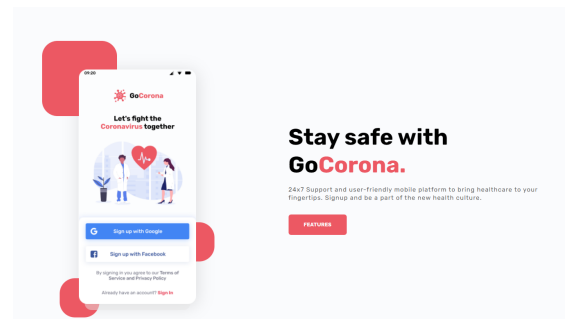 09:20
GoCorona
Let's fight the
Coronavirus together
G Sign up with Google
f Sign up with Facebook
By signing in you agree to our Terms of
Service and Privacy Policy
Already have an account? Sign In
Stay safe with
GoCorona.
24x7 Support and user-friendly mobile platform to bring healthcare to your
fingertips. Signup and be a part of the new health culture.
FEATURES